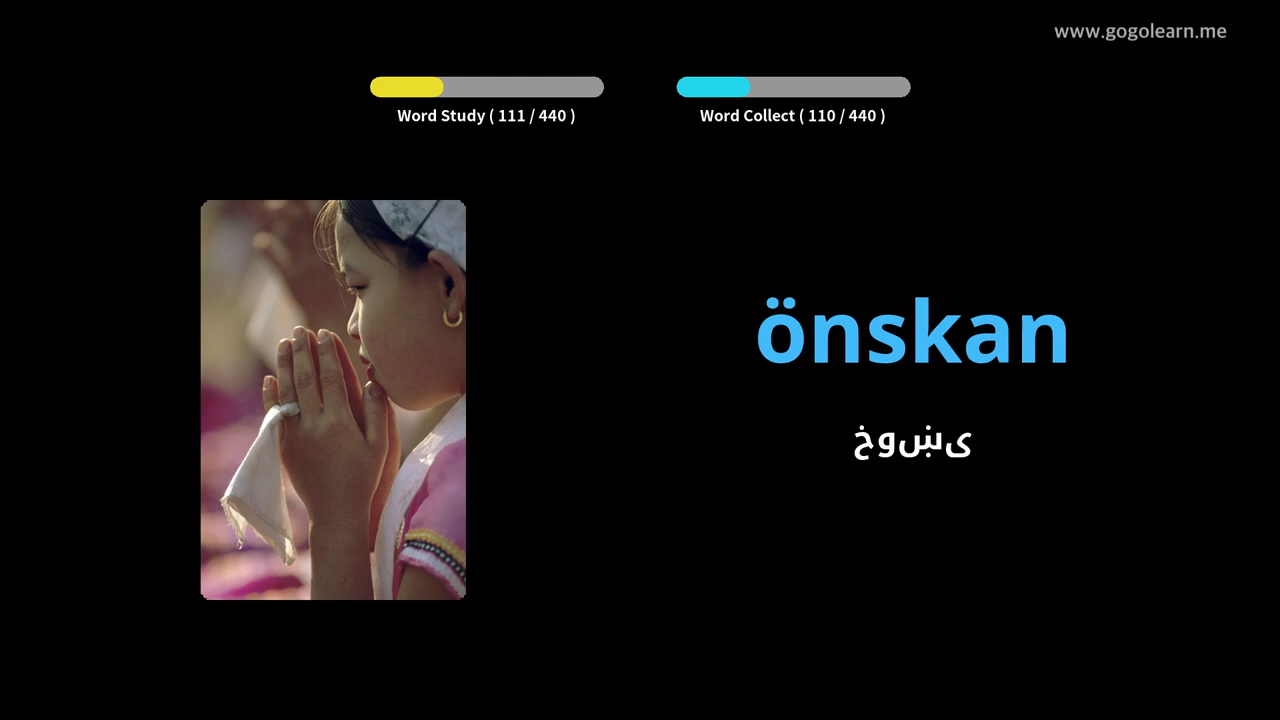 www.gogolearn.me
Word Study ( 111 / 440 )
Word Collect ( 110 / 440 )
önskan
خوښی